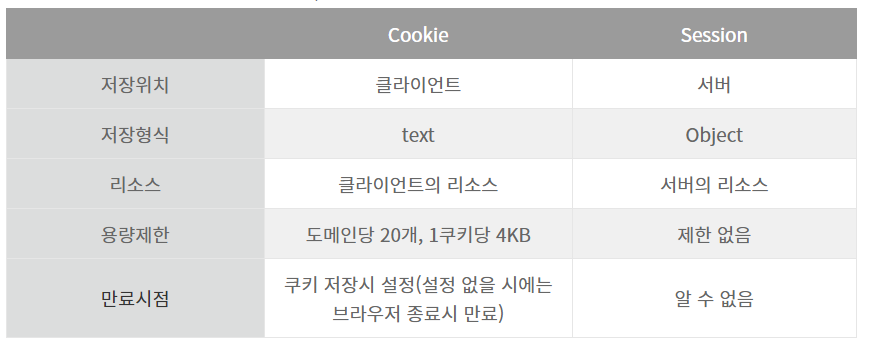 Cookie Session
저장위치 클라이언트 서버
저장형식 text Object
리소스 클라이언트의 리소스 서버의 리소스
용량제한 도메인당 20개, 1쿠키당 4KB 제한 없음
만료시점 쿠키 저장시 설정(설정 없을 시에는
브라우저 종료시 만료) 알 수 없음